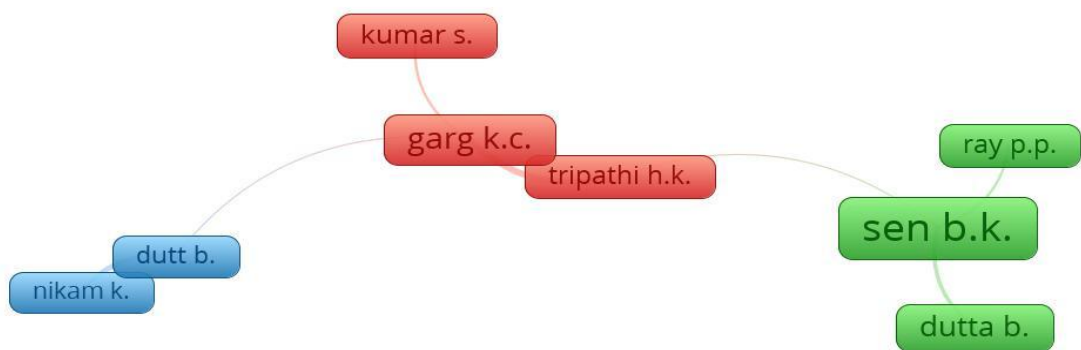 kumar s.
garg k.c.
ray p.p.
tripathi h.k.
sen b.k.
dutt b.
nikam k.
dutta b.